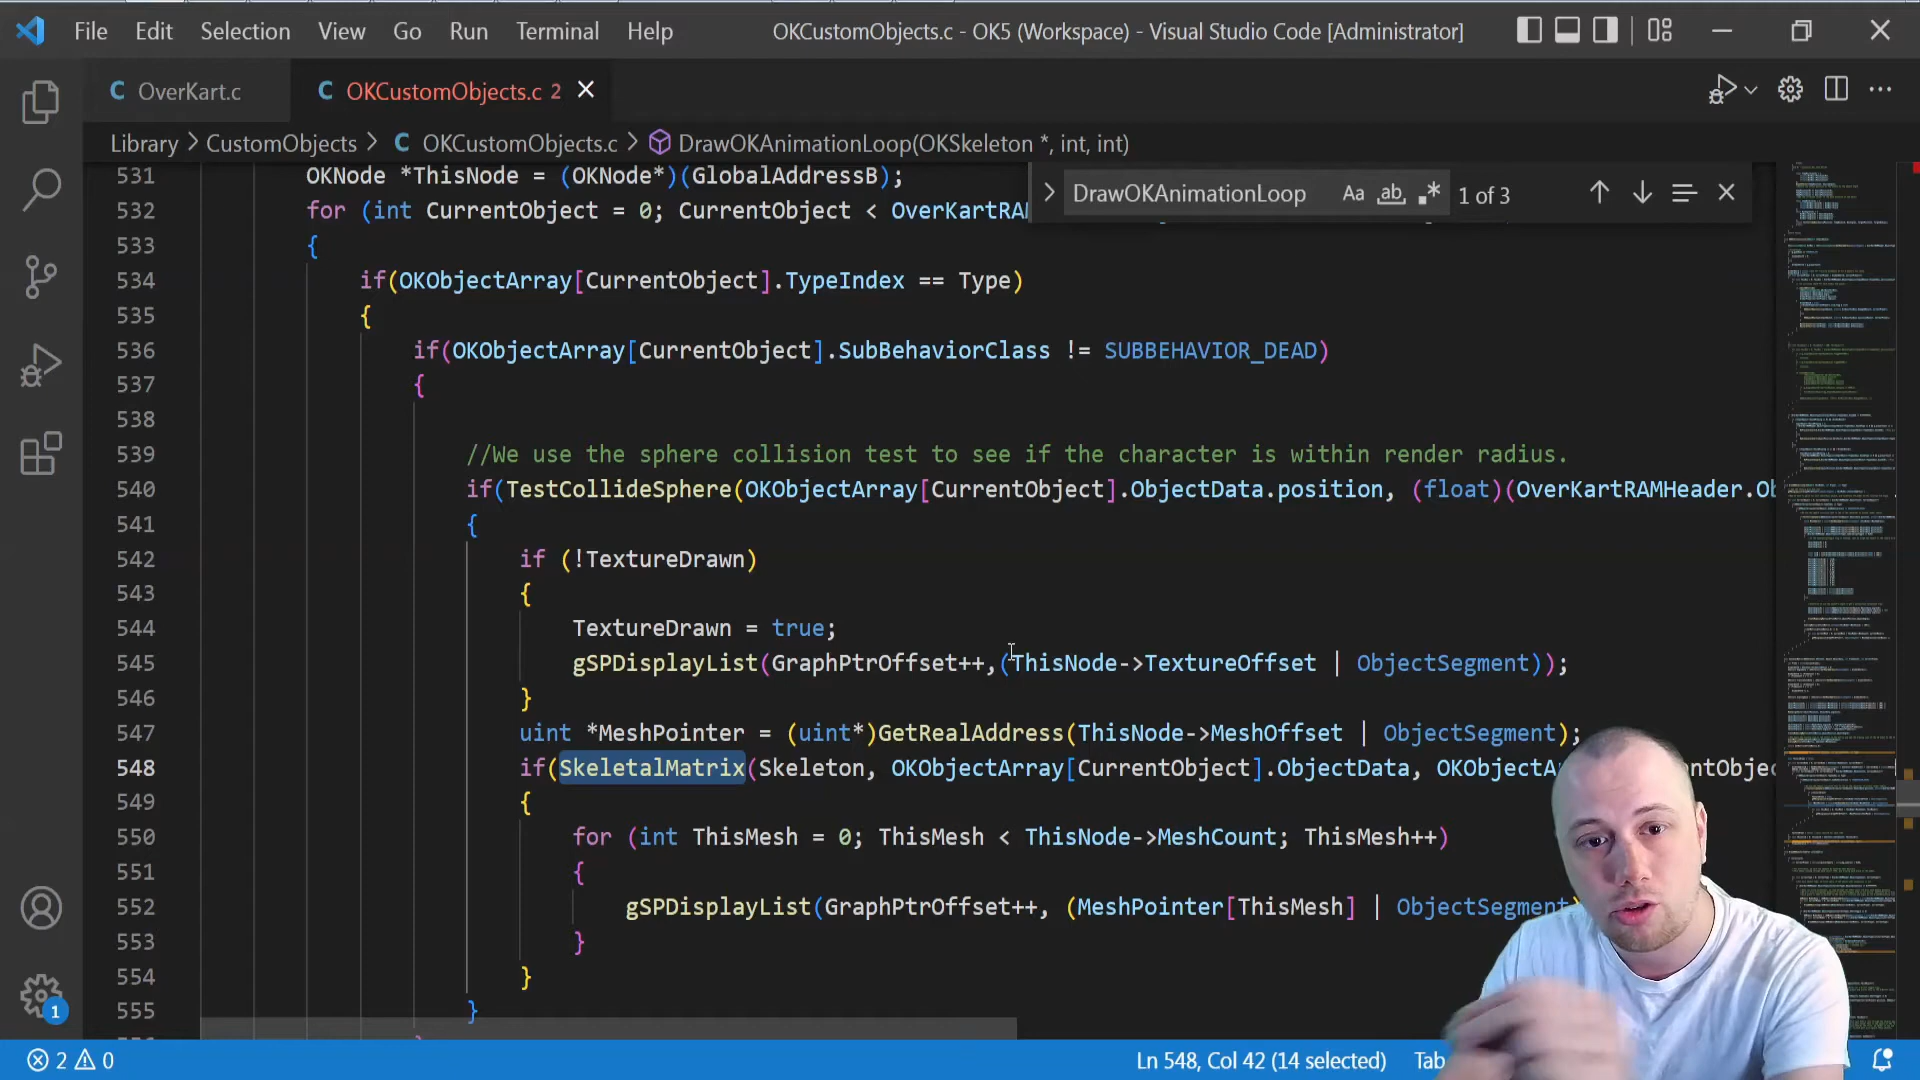 File Edit Selection View Go Run Terminal Help OKCustomObjects.c - OK5 (Workspace) - Visual Studio Code [Administrator]
C OverKart.c C OKCustomObjects.c 2
Library > CustomObjects > C OKCustomObjects.c > DrawOKAnimationLoop(OKSkeleton *, int, int)
DrawOKAnimationLoop Aa ab .* 1 of 3
531 OKNode *ThisNode = (OKNode*)(GlobalAddressB);
532 for (int CurrentObject = 0; CurrentObject < OverKartRAM
533 {
534 if(OKObjectArray[CurrentObject].TypeIndex == Type)
535 {
536 if(OKObjectArray[CurrentObject].SubBehaviorClass != SUBBEHAVIOR_DEAD)
537 {
538
539 //We use the sphere collision test to see if the character is within render radius.
540 if(TestCollideSphere(OKObjectArray[CurrentObject].ObjectData.position, (float)(OverKartRAMHeader.Ob
541 {
542 if (!TextureDrawn)
543 {
544 TextureDrawn = true;
545 gSPDisplayList(GraphPtrOffset++,(ThisNode->TextureOffset | ObjectSegment));
546 }
547 uint *MeshPointer = (uint*)GetRealAddress(ThisNode->MeshOffset | ObjectSegment);
548 if(SkeletalMatrix(Skeleton, OKObjectArray[CurrentObject].ObjectData, OKObjectA ntObjec
549 {
550 for (int ThisMesh = 0; ThisMesh < ThisNode->MeshCount; ThisMesh++)
551 {
552 gSPDisplayList(GraphPtrOffset++, (MeshPointer[ThisMesh] | ObjectSegment)
553 }
554 }
555 }
1
2 0 Ln 548, Col 42 (14 selected) Tab